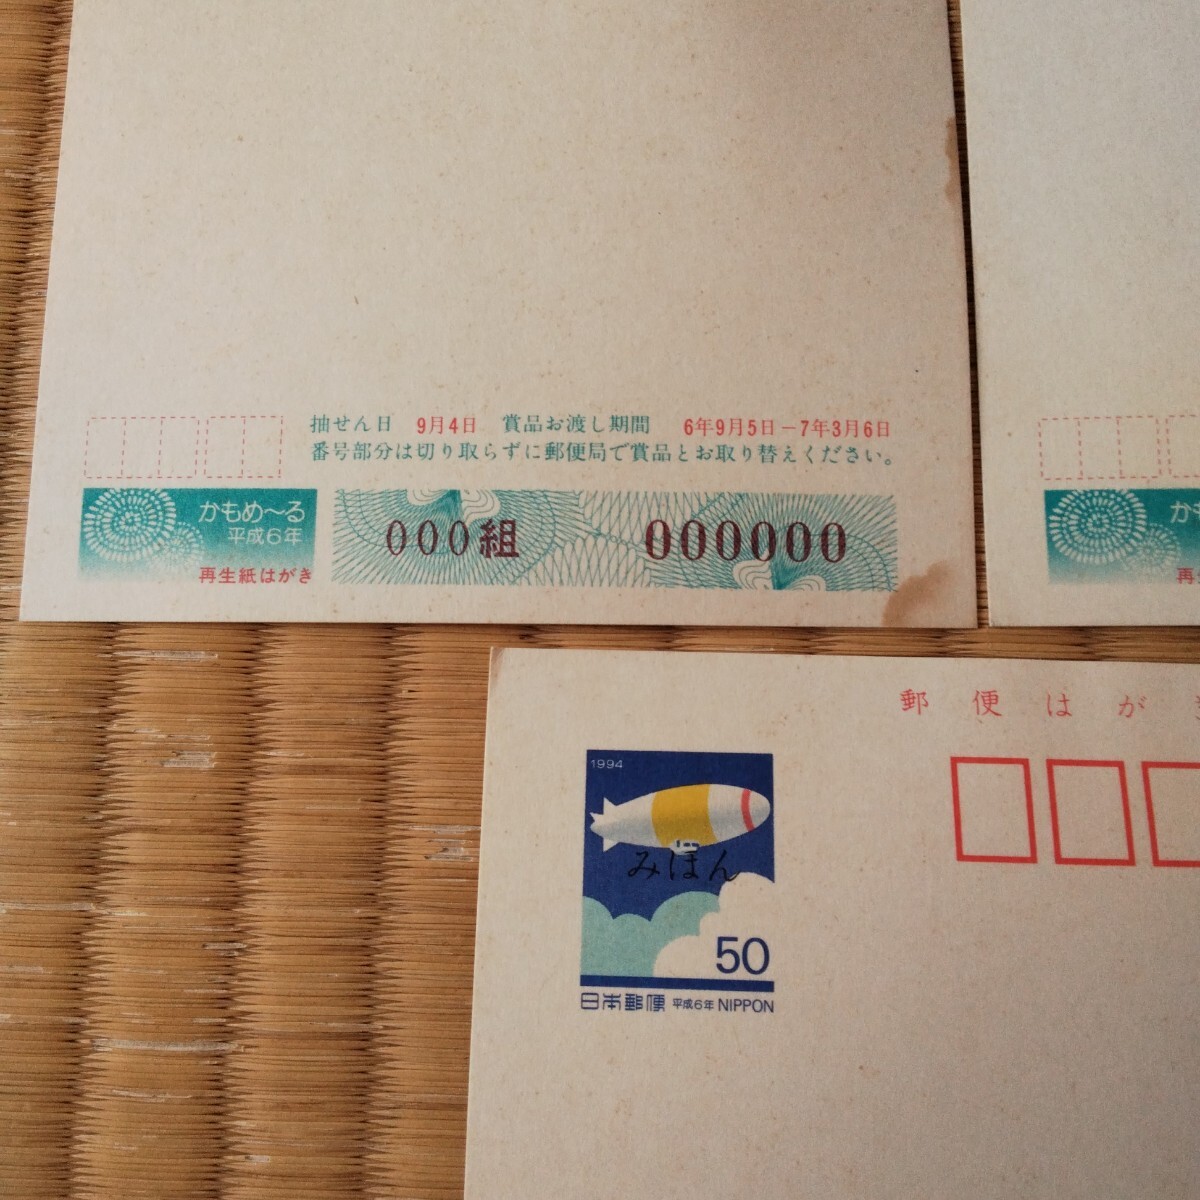 抽せん日 9月4日 賞品お渡し期間 6年9月5日－7年3月6日
番号部分は切り取らずに郵便局で賞品とお取り替えください。
かもめ〜る
平成6年
再生紙はがき
000組 000000
か
再生
郵便はが
1994
みほん
50
日本郵便 平成6年 NIPPON